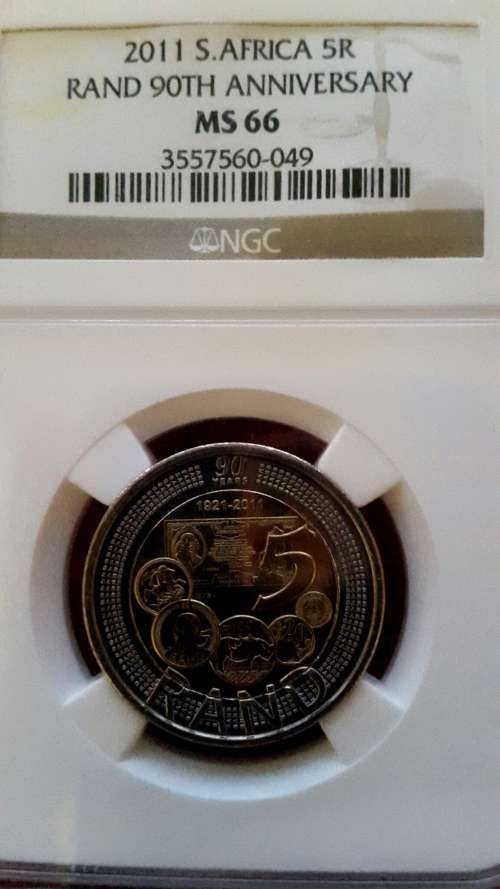 2011 S.AFRICA 5R
RAND 90TH ANNIVERSARY
MS 66
3557560-049
NGC
90
YEARS
1921-2011
5
RAND